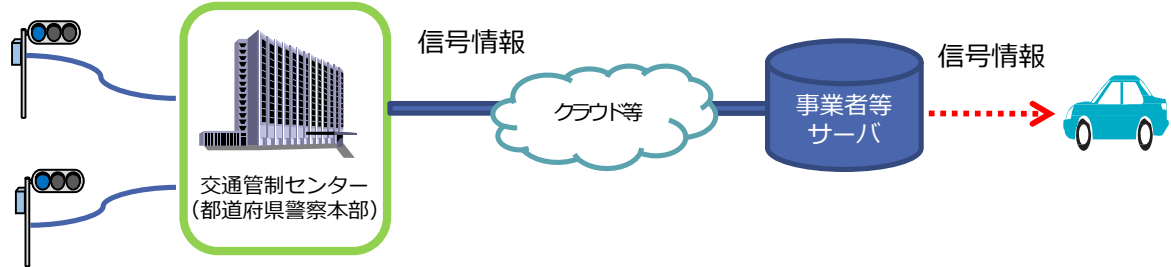 信号情報
信号情報
クラウド等
事業者等
サーバ
交通管制センター
（都道府県警察本部）